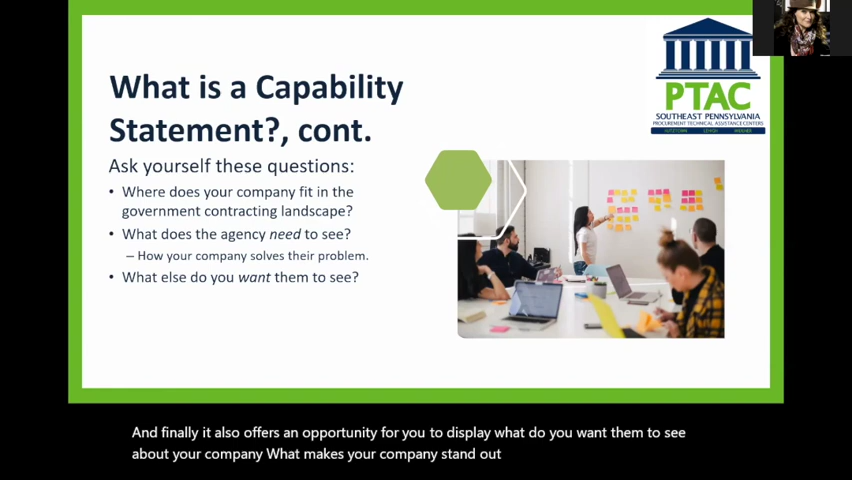 What is a Capability
Statement?, cont.
Ask yourself these questions:
• Where does your company fit in the
government contracting landscape?
• What does the agency need to see?
– How your company solves their problem.
• What else do you want them to see?
PTAC
SOUTHEAST PENNSYLVANIA
PROCUREMENT TECHNICAL ASSISTANCE CENTERS
KUTZTOWN LEHIGH WIDENER
And finally it also offers an opportunity for you to display what do you want them to see
about your company What makes your company stand out